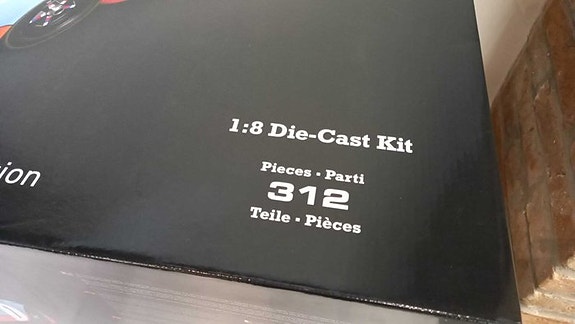 1:8 Die-Cast Kit
Pieces • Parti
312
Teile • Pièces